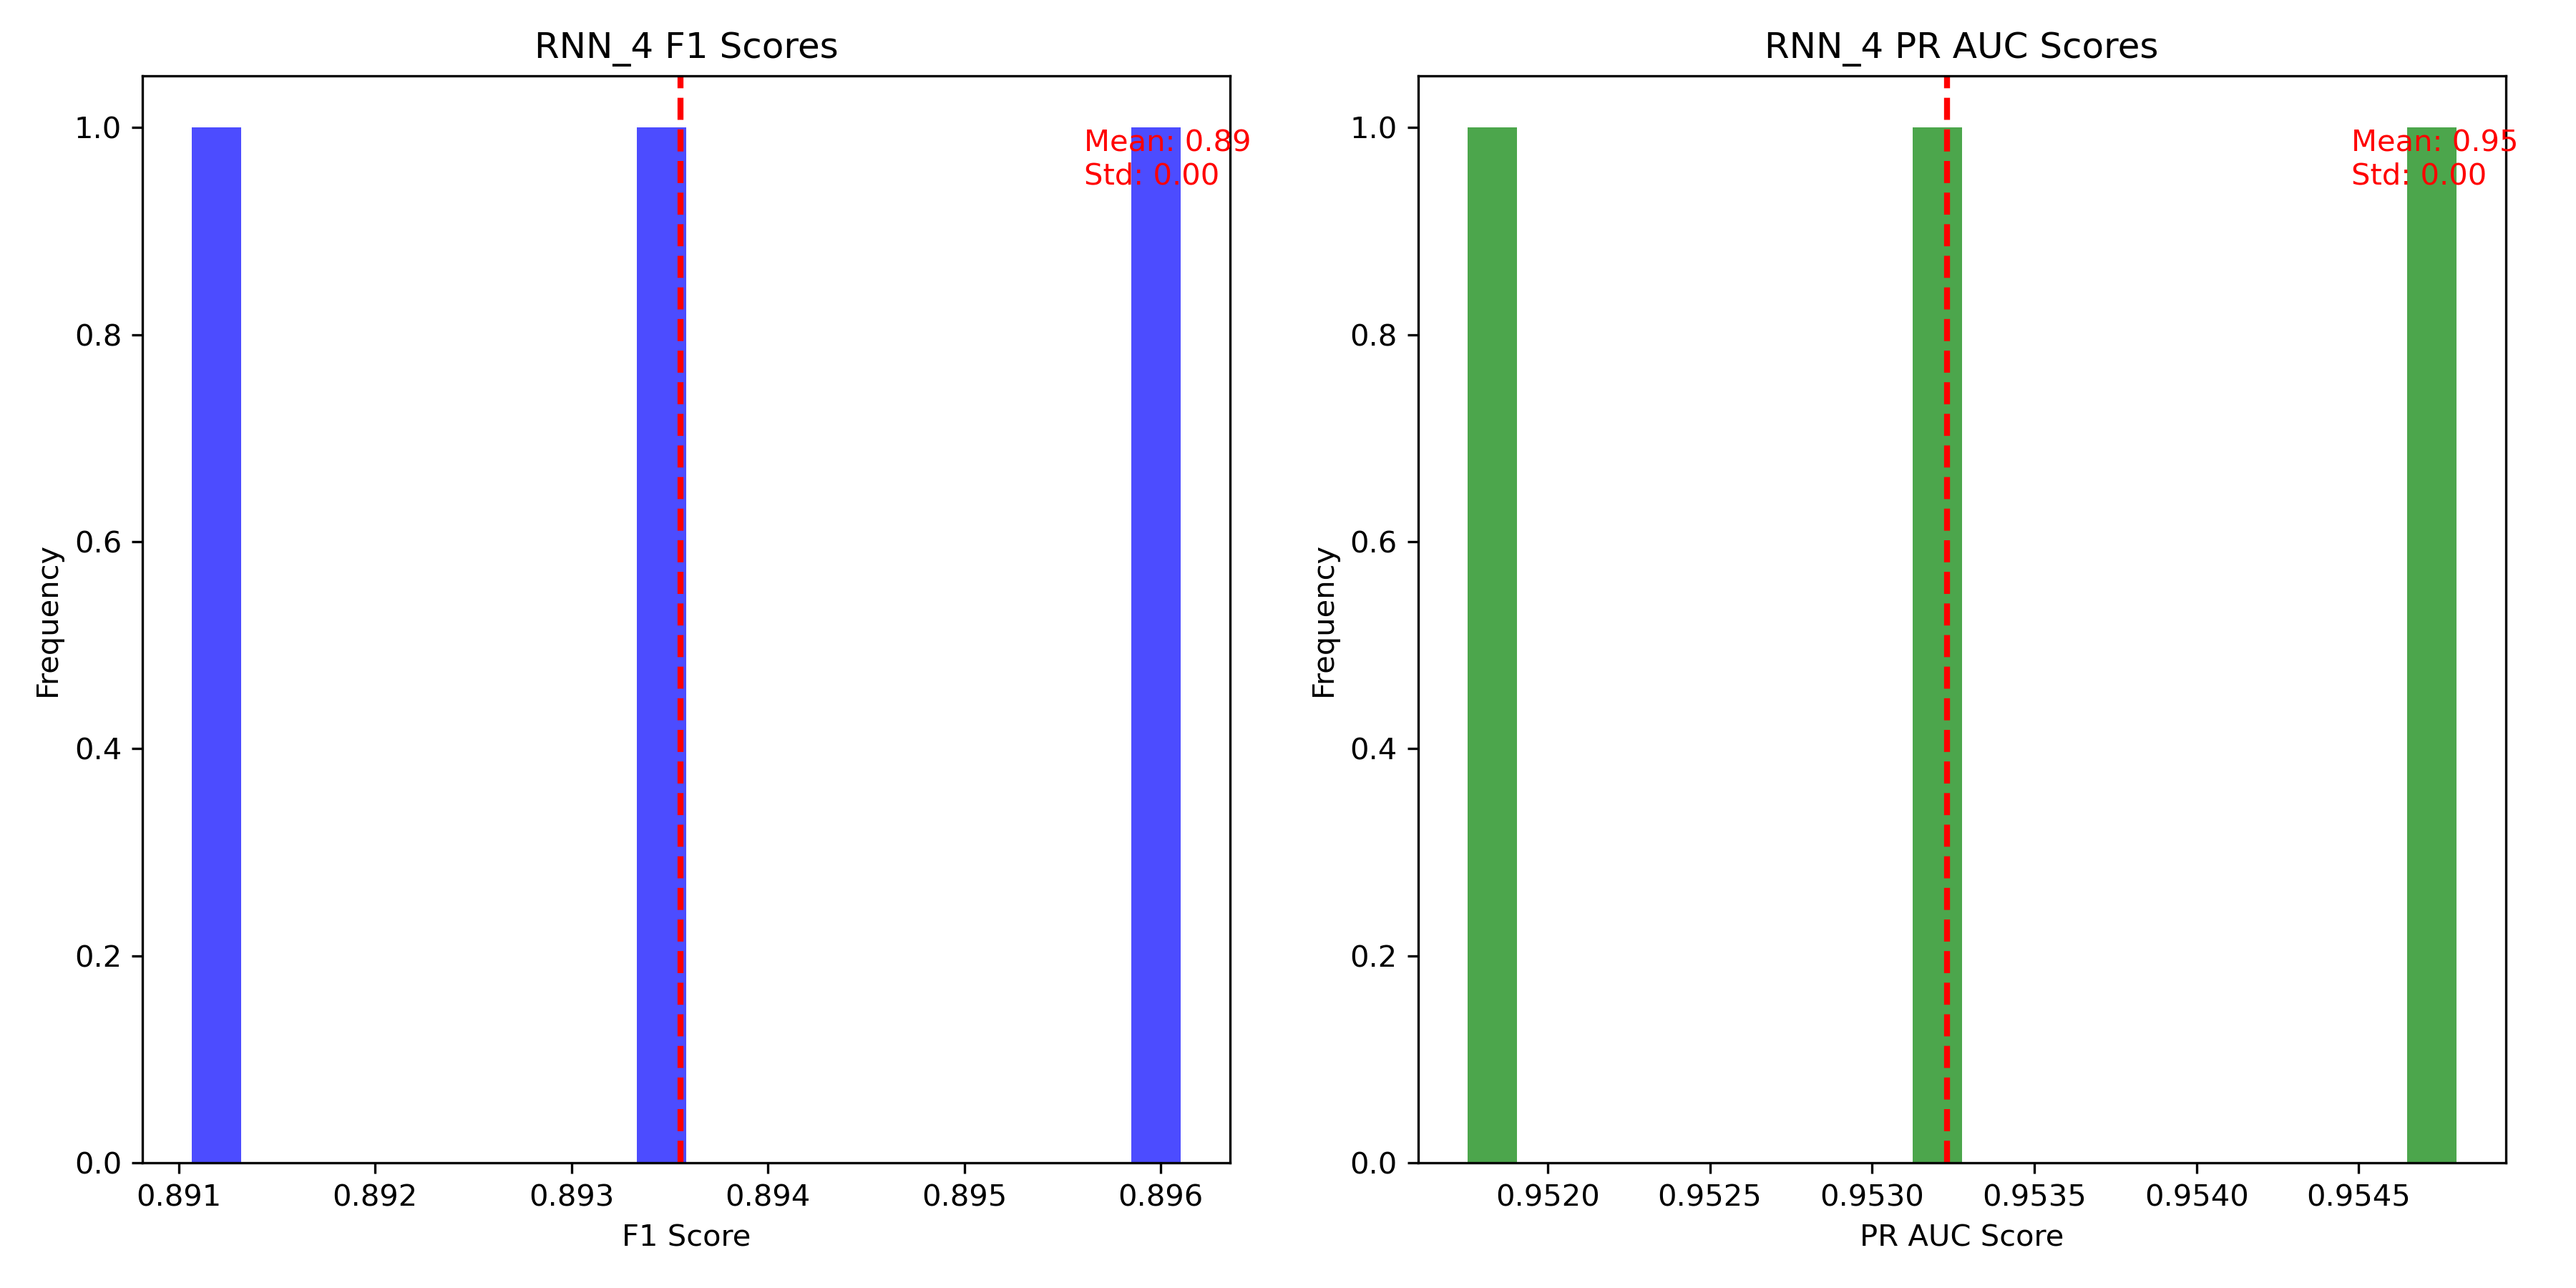 RNN_4 F1 Scores
1.0
0.8
0.6
0.4
0.2
0.0
Frequency
Mean: 0.89
Std: 0.00
0.891 0.892 0.893 0.894 0.895 0.896
F1 Score
RNN_4 PR AUC Scores
1.0
0.8
0.6
0.4
0.2
0.0
Frequency
Mean: 0.95
Std: 0.00
0.9520 0.9525 0.9530 0.9535 0.9540 0.9545
PR AUC Score